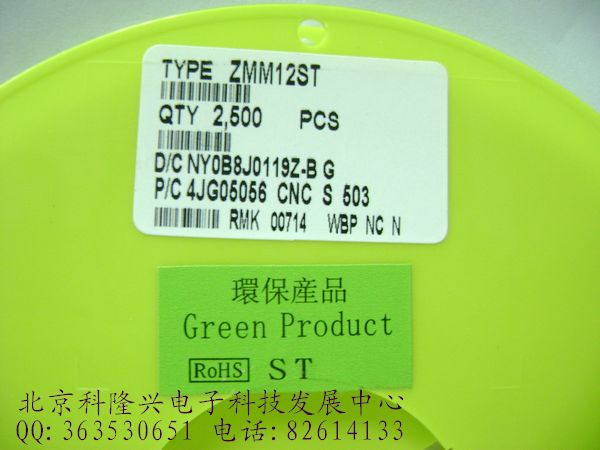 TYPE ZMM12ST
QTY 2,500 PCS
D/C NY0B8J0119Z-B G
P/C 4JG05056 CNC S 503
RMK 00714 WBP NC N
環保産品
Green Product
RoHS ST
北京科隆兴电子科技发展中心
QQ:363530651 电话:82614133